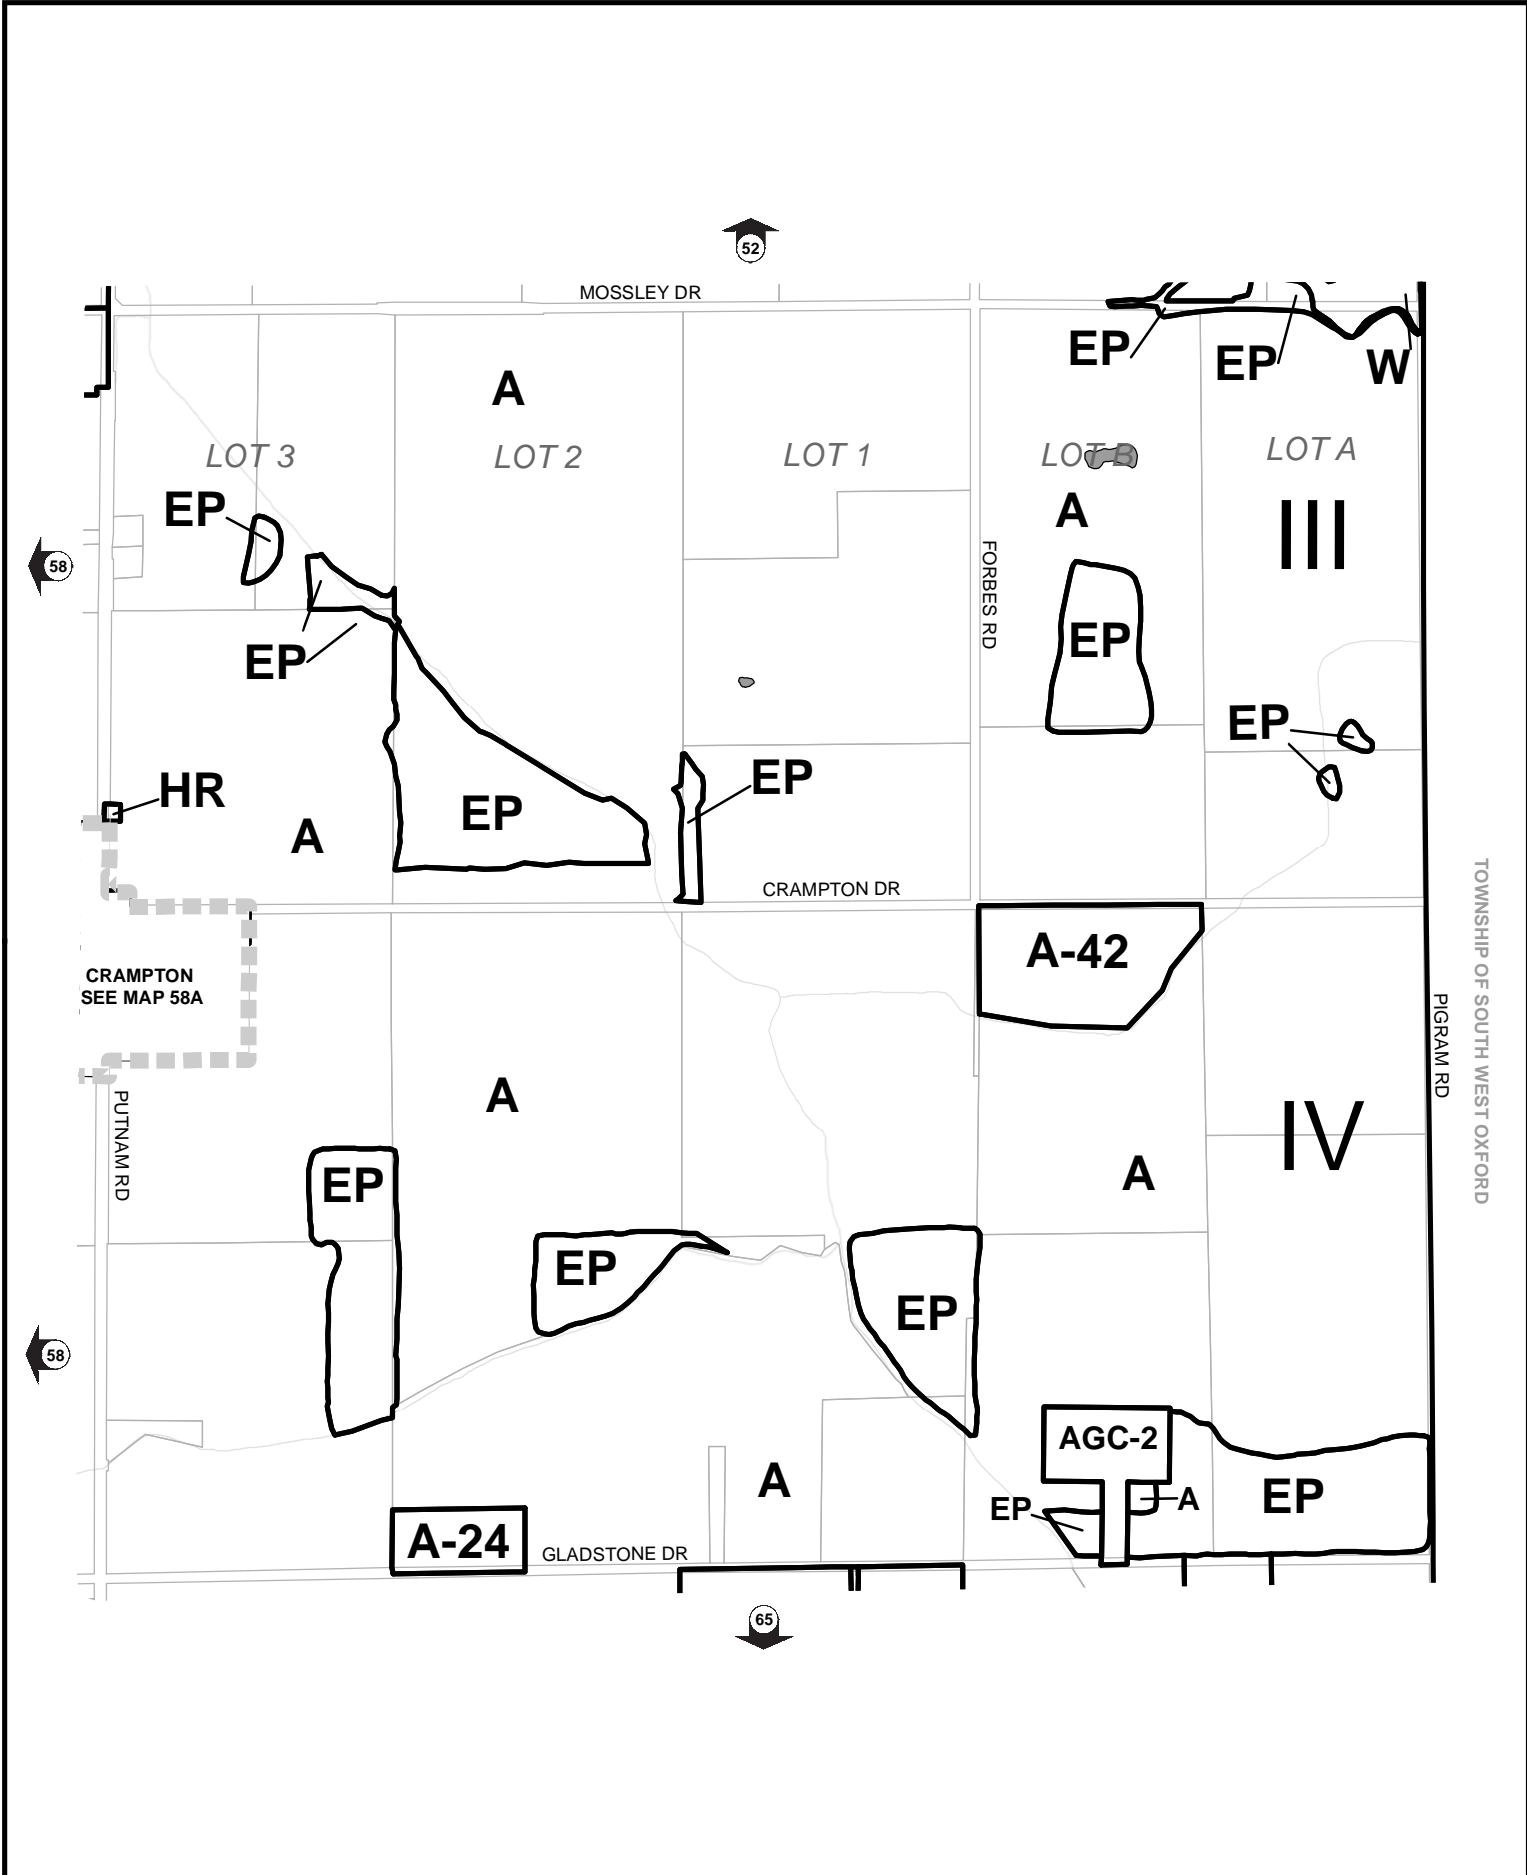 52
MOSSLEY DR
EP
EP
W
A
LOT 3
LOT 2
LOT 1
LOT B
LOT A
EP
A
III
58
FORBES RD
EP
EP
EP
EP
HR
EP
EP
A
CRAMPTON DR
A-42
CRAMPTON
SEE MAP 58A
TOWNSHIP OF SOUTH WEST OXFORD
PIGRAM RD
A
PUTNAM RD
IV
A
EP
EP
EP
58
AGC-2
A
EP
A
EP
A-24
GLADSTONE DR
65